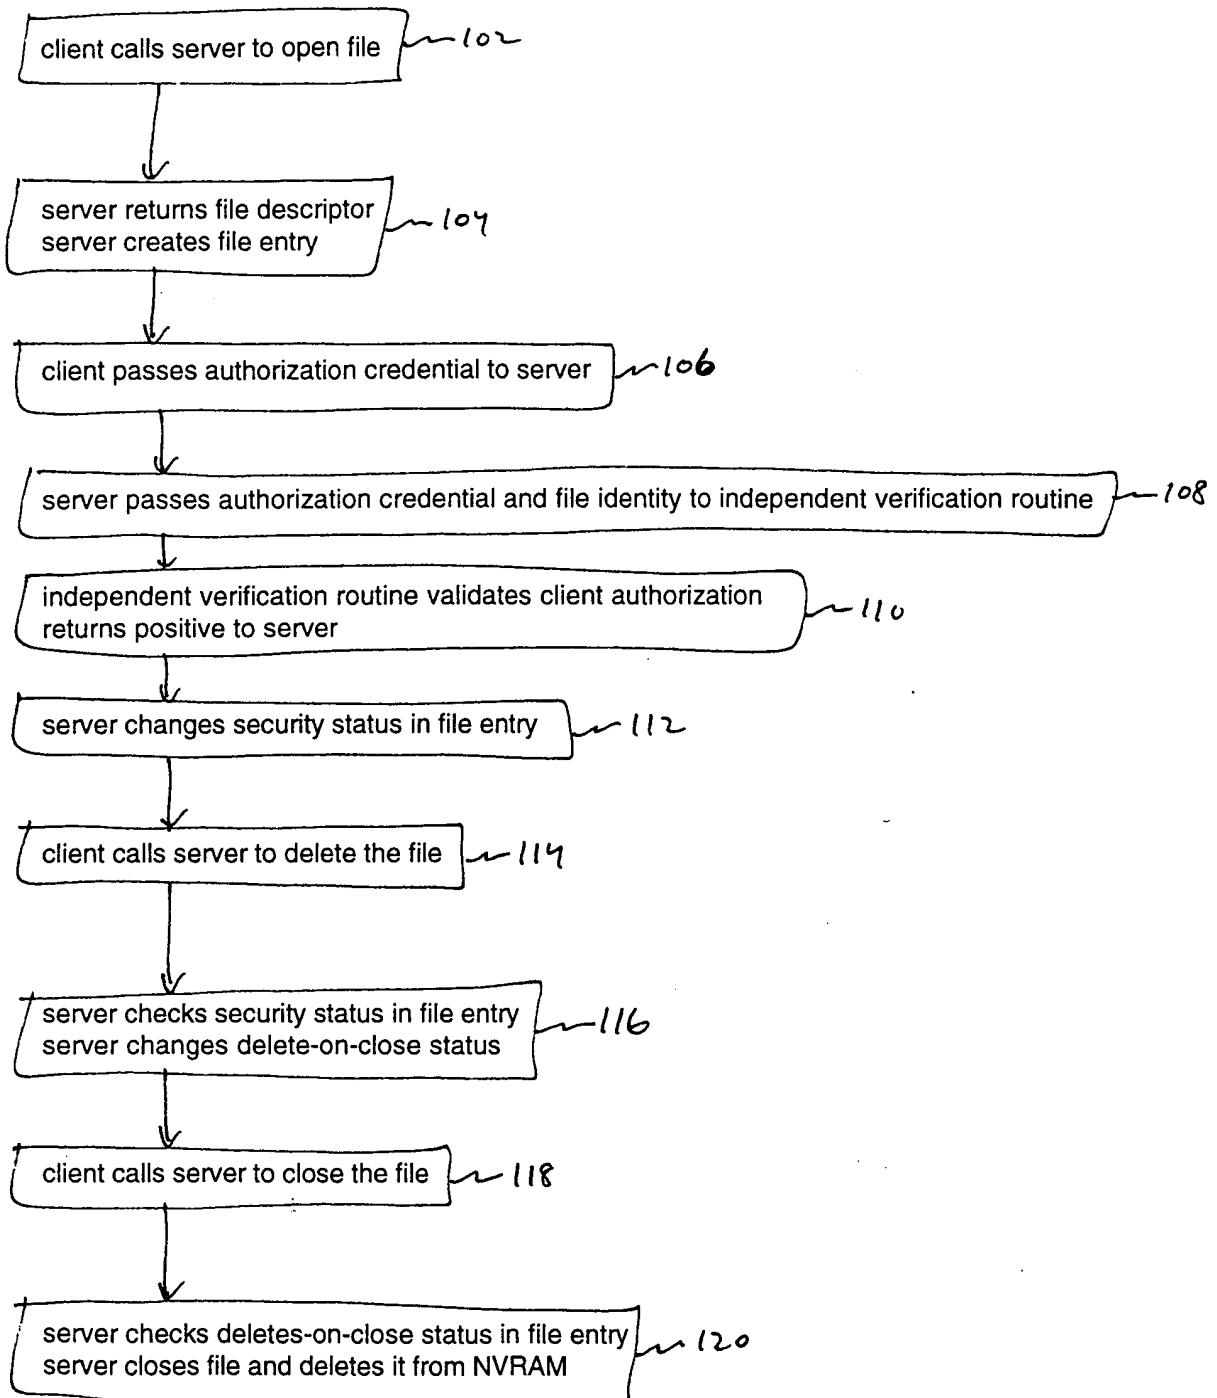 client calls server to open file 102
server returns file descriptor
server creates file entry 104
client passes authorization credential to server 106
server passes authorization credential and file identity to independent verification routine 108
independent verification routine validates client authorization
returns positive to server 110
server changes security status in file entry 112
client calls server to delete the file 114
server checks security status in file entry
server changes delete-on-close status 116
client calls server to close the file 118
server checks deletes-on-close status in file entry
server closes file and deletes it from NVRAM 120